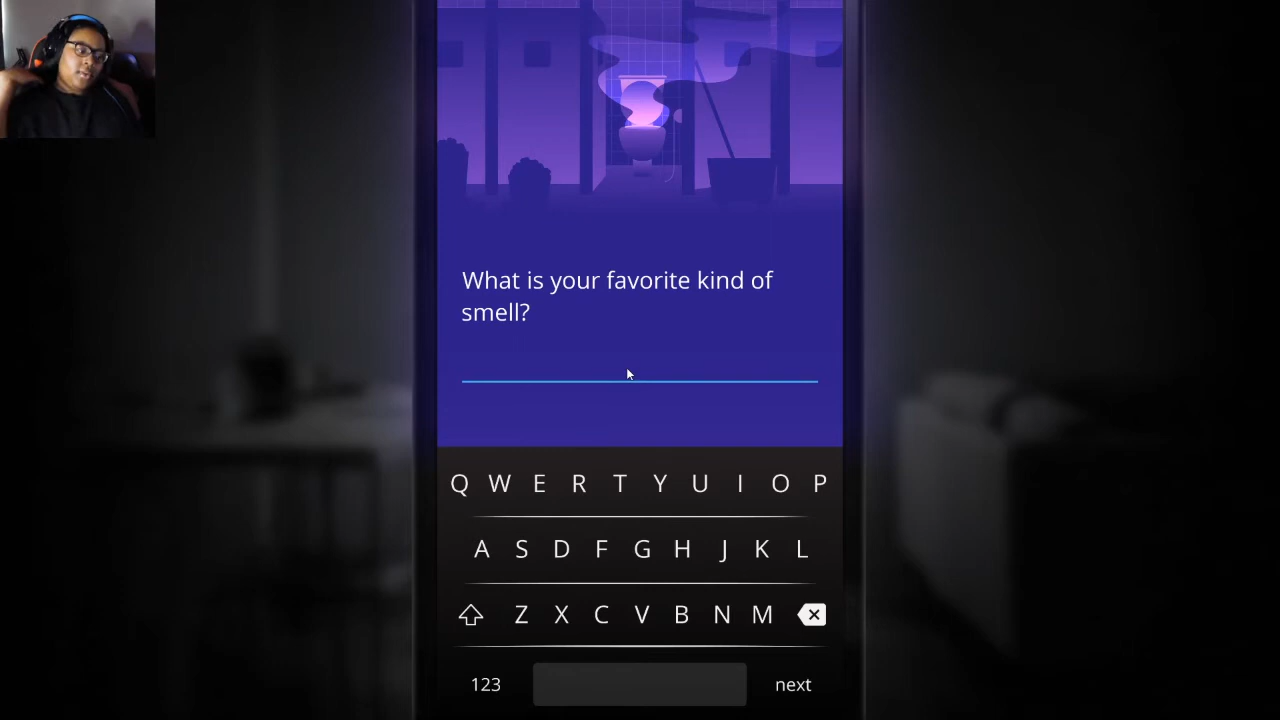 What is your favorite kind of
smell?
Q W E R T Y U I O P
A S D F G H J K L
Z X C V B N M
123 next